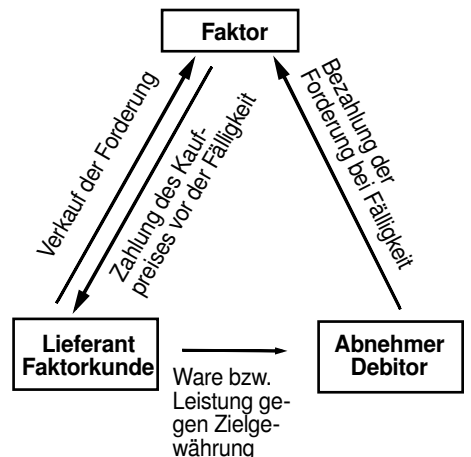 Faktor
Verkauf der Forderung
Zahlung des Kauf-
preises vor der Fälligkeit
Bezahlung der
Forderung bei Fälligkeit
Lieferant
Faktorkunde
Abnehmer
Debitor
Ware bzw.
Leistung ge-
gen Zielge-
währung